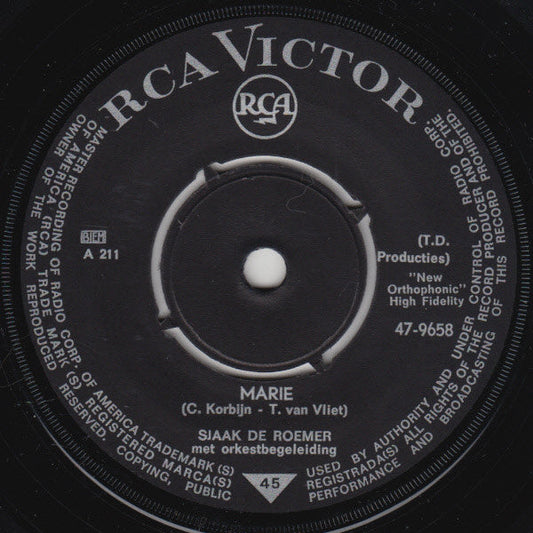 RCA VICTOR
RCA
BIEM
A 211
(T.D.
Producties)
"New
Orthophonic"
High Fidelity
47-9658
MARIE
(C. Korbijn - T. van Vliet)
SJAAK DE ROEMER
met orkestbegeleiding
45
MASTER RECORDING OF RADIO CORP. OF AMERICA TRADEMARK (S)
OF AMERICA (RCA) TRADE MARK (S) REGISTERED MARCA(S)
OWNER OF THE WORK REPRODUCED. COPYING, PUBLIC
USED BY AUTHORITY AND UNDER CONTROL OF RADIO CORP.
REGISTRADA(S) ALL RIGHTS OF THE RECORD PRODUCER AND
PERFORMANCE AND BROADCASTING OF THIS RECORD PROHIBITED.